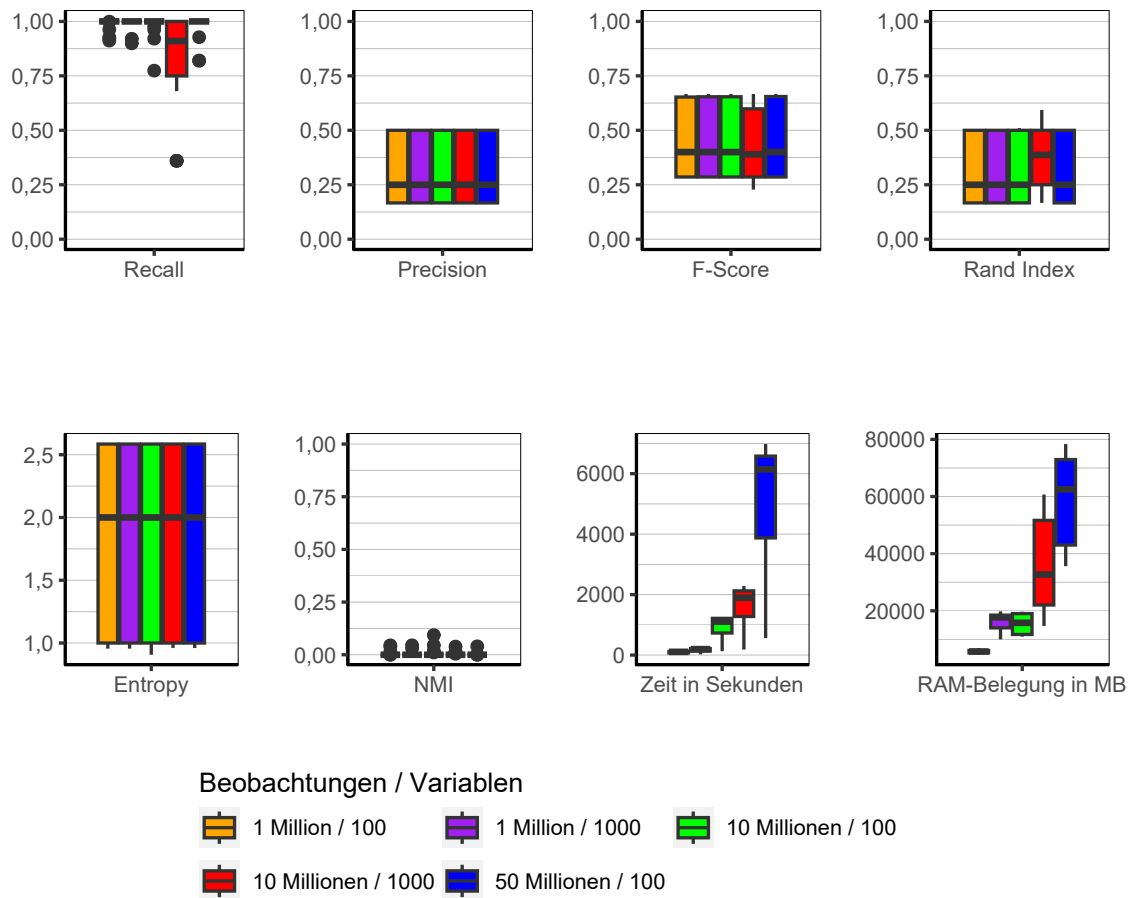 1,00
0,75
0,50
0,25
0,00
Recall
1,00
0,75
0,50
0,25
0,00
Precision
1,00
0,75
0,50
0,25
0,00
F-Score
1,00
0,75
0,50
0,25
0,00
Rand Index
2,5
2,0
1,5
1,0
Entropy
1,00
0,75
0,50
0,25
0,00
NMI
6000
4000
2000
0
Zeit in Sekunden
80000
60000
40000
20000
RAM-Belegung in MB
Beobachtungen / Variablen
1 Million / 100
1 Million / 1000
10 Millionen / 100
10 Millionen / 1000
50 Millionen / 100